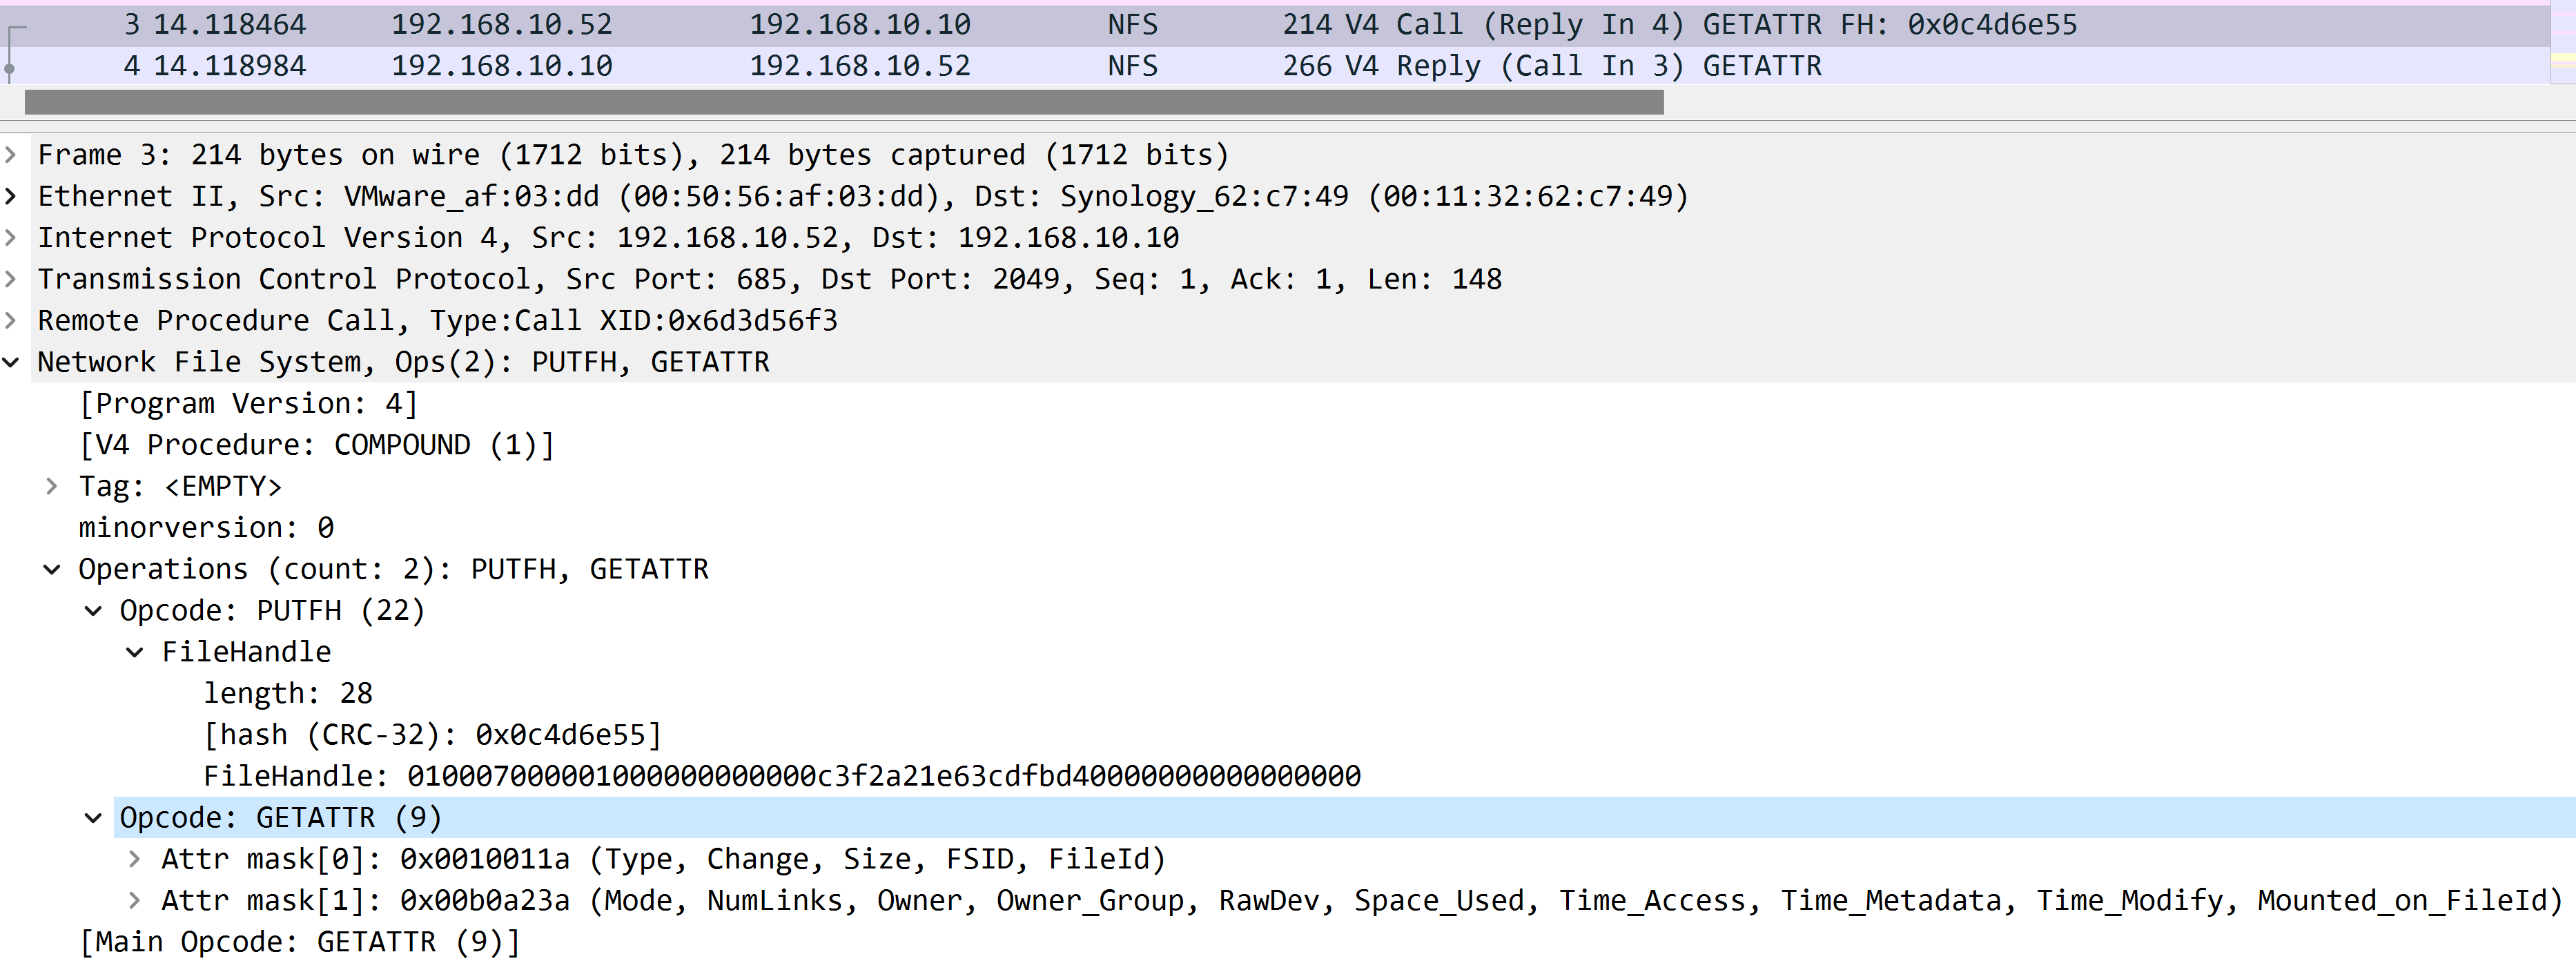 3 14.118464 192.168.10.52 192.168.10.10 NFS 214 V4 Call (Reply In 4) GETATTR FH: 0x0c4d6e55
4 14.118984 192.168.10.10 192.168.10.52 NFS 266 V4 Reply (Call In 3) GETATTR
Frame 3: 214 bytes on wire (1712 bits), 214 bytes captured (1712 bits)
Ethernet II, Src: VMware_af:03:dd (00:50:56:af:03:dd), Dst: Synology_62:c7:49 (00:11:32:62:c7:49)
Internet Protocol Version 4, Src: 192.168.10.52, Dst: 192.168.10.10
Transmission Control Protocol, Src Port: 685, Dst Port: 2049, Seq: 1, Ack: 1, Len: 148
Remote Procedure Call, Type:Call XID:0x6d3d56f3
Network File System, Ops(2): PUTFH, GETATTR
[Program Version: 4]
[V4 Procedure: COMPOUND (1)]
Tag: <EMPTY>
minorversion: 0
Operations (count: 2): PUTFH, GETATTR
Opcode: PUTFH (22)
FileHandle
length: 28
[hash (CRC-32): 0x0c4d6e55]
FileHandle: 010007000001000000000000c3f2a21e63cdfbd40000000000000000
Opcode: GETATTR (9)
Attr mask[0]: 0x0010011a (Type, Change, Size, FSID, FileId)
Attr mask[1]: 0x00b0a23a (Mode, NumLinks, Owner, Owner_Group, RawDev, Space_Used, Time_Access, Time_Metadata, Time_Modify, Mounted_on_FileId)
[Main Opcode: GETATTR (9)]